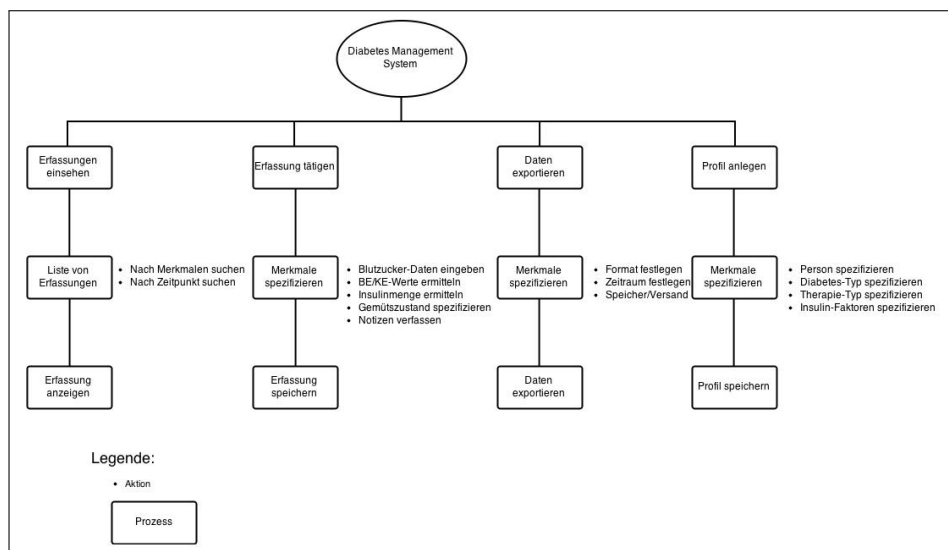 Diabetes Management
System
Erfassungen
einsehen
Erfassung tätigen
Daten
exportieren
Profil anlegen
Liste von
Erfassungen
• Nach Merkmalen suchen
• Nach Zeitpunkt suchen
Merkmale
spezifizieren
• Blutzucker-Daten eingeben
• BE/KE-Werte ermitteln
• Insulinmenge ermitteln
• Gemütszustand spezifizieren
• Notizen verfassen
Merkmale
spezifizieren
• Format festlegen
• Zeitraum festlegen
• Speicher/Versand
Merkmale
spezifizieren
• Person spezifizieren
• Diabetes-Typ spezifizieren
• Therapie-Typ spezifizieren
• Insulin-Faktoren spezifizieren
Erfassung
anzeigen
Erfassung
speichern
Daten
exportieren
Profil speichern
Legende:
• Aktion
Prozess